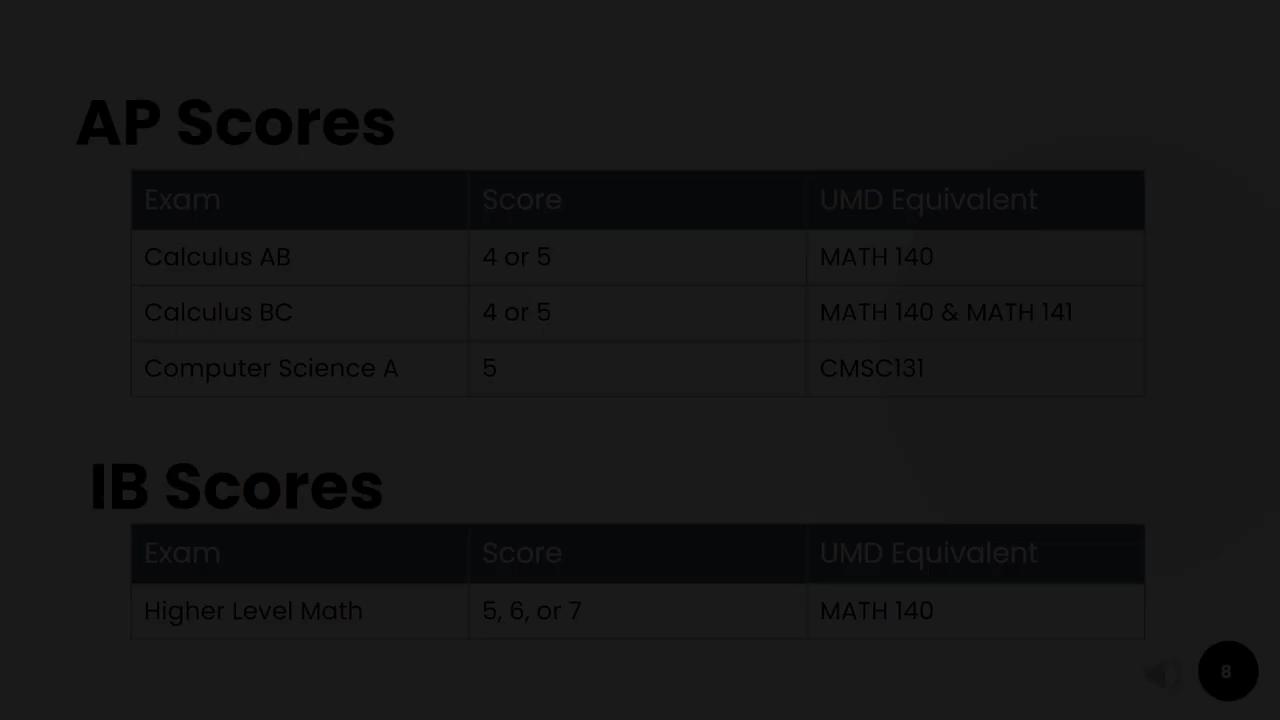 AP Scores
Exam Score UMD Equivalent
Calculus AB 4 or 5 MATH 140
Calculus BC 4 or 5 MATH 140 & MATH 141
Computer Science A 5 CMSC131
IB Scores
Exam Score UMD Equivalent
Higher Level Math 5, 6, or 7 MATH 140
8